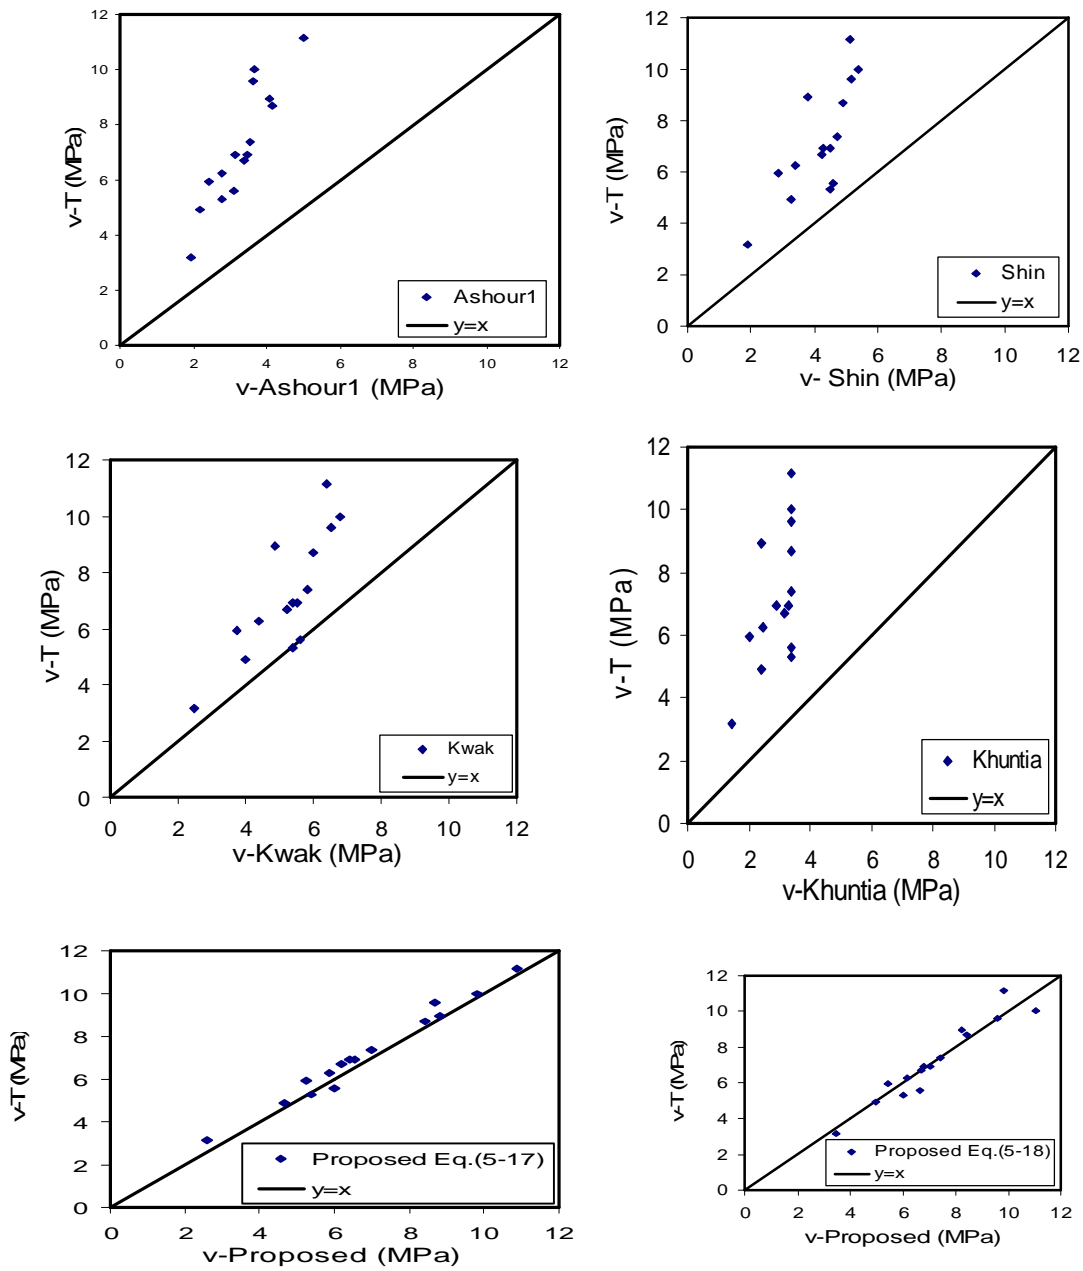 12
10
8
6
4
2
0
v-T (MPa)
Ashour1
y=x
0 2 4 6 8 10 12
v-Ashour1 (MPa)
12
10
8
6
4
2
0
v-T (MPa)
Shin
y=x
0 2 4 6 8 10 12
v- Shin (MPa)
12
10
8
6
4
2
0
v-T (MPa)
Kwak
y=x
0 2 4 6 8 10 12
v-Kwak (MPa)
12
10
8
6
4
2
0
v-T (MPa)
Khuntia
y=x
0 2 4 6 8 10 12
v-Khuntia (MPa)
12
10
8
6
4
2
0
v-T (MPa)
Proposed Eq.(5-17)
y=x
0 2 4 6 8 10 12
v-Proposed (MPa)
12
10
8
6
4
2
0
v-T (MPa)
Proposed Eq.(5-18)
y=x
0 2 4 6 8 10 12
v-Proposed (MPa)